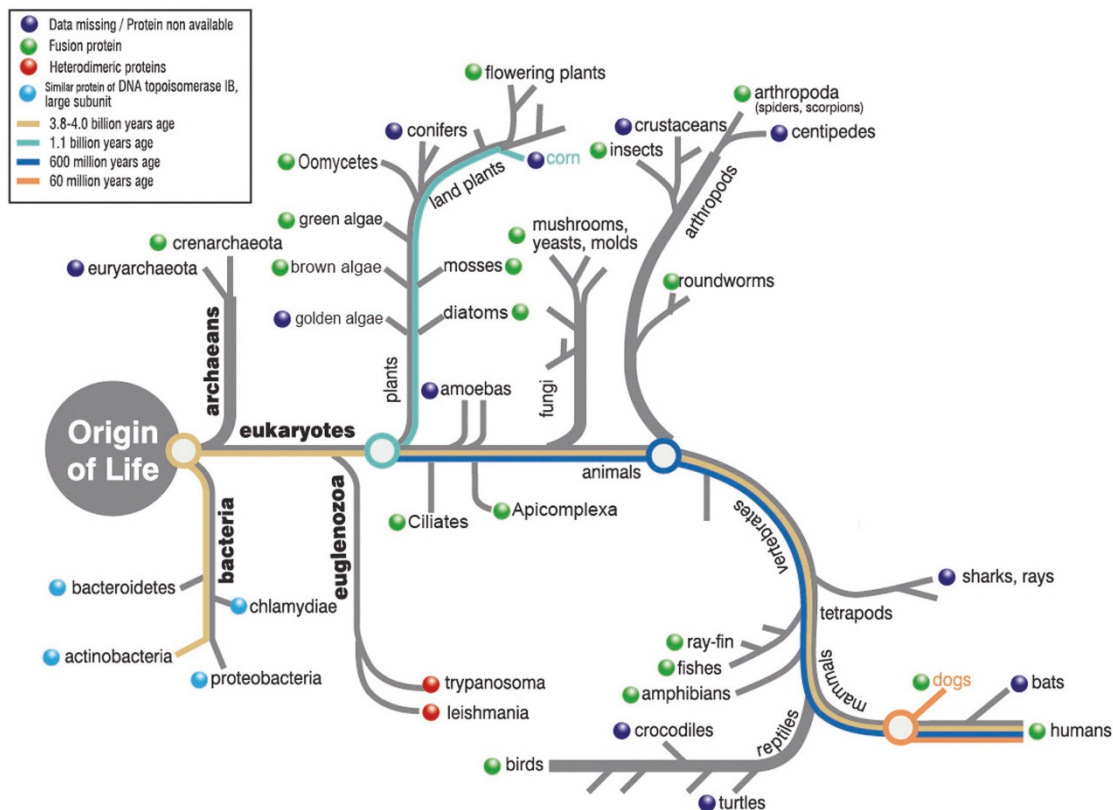 Data missing / Protein non available
Fusion protein
Heterodimeric proteins
Similar protein of DNA topoisomerase IB,
large subunit
3.8-4.0 billion years age
1.1 billion years age
600 million years age
60 million years age
flowering plants
conifers
Oomycetes
corn
land plants
green algae
brown algae
mosses
golden algae
diatoms
plants
arthropoda
(spiders, scorpions)
crustaceans
centipedes
insects
arthropods
mushrooms,
yeasts, molds
roundworms
fungi
crenarchaeota
euryarchaeota
archaeans
amoebas
Origin
of Life
eukaryotes
animals
Ciliates
Apicomplexa
euglenozoa
bacteria
bacteroidetes
chlamydiae
actinobacteria
proteobacteria
trypanosoma
leishmania
vertebrates
sharks, rays
tetrapods
ray-fin
fishes
amphibians
mammals
dogs
bats
humans
reptiles
crocodiles
birds
turtles